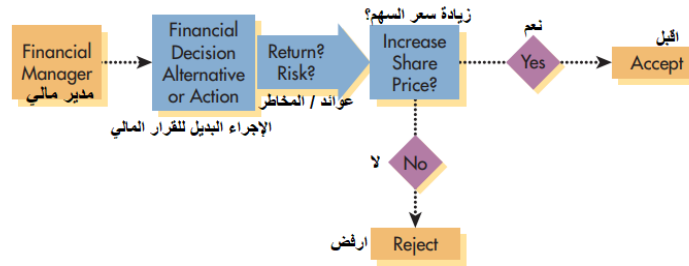 زيادة سعر السهم؟
Financial
Manager
مدير مالي
Financial
Decision
Alternative
or Action
الإجراء البديل للقرار المالي
Return?
Risk?
عوائد / المخاطر
Increase
Share
Price?
نعم
Yes
اقبل
Accept
لا
No
ارفض
Reject